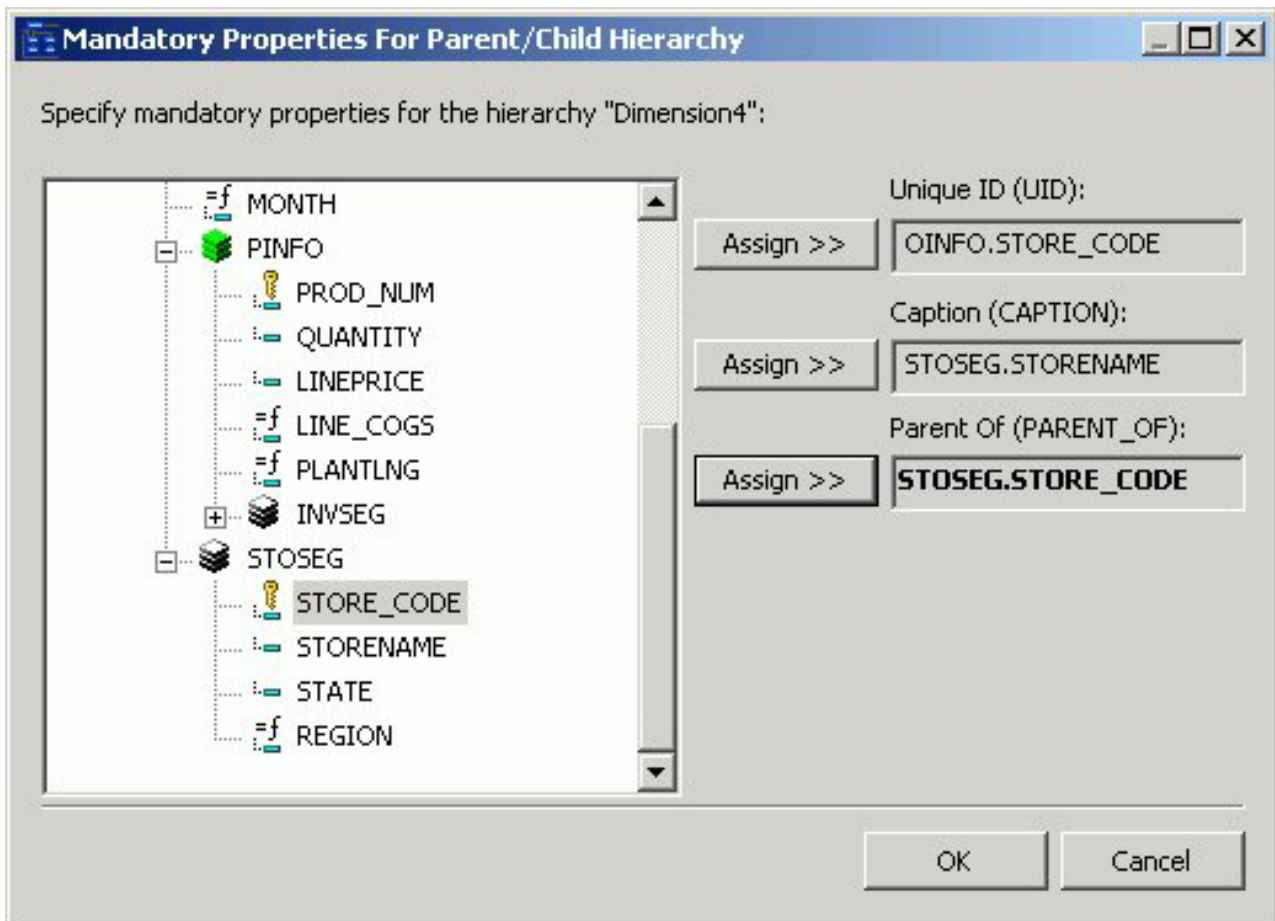 Mandatory Properties For Parent/Child Hierarchy
Specify mandatory properties for the hierarchy "Dimension4":
MONTH
PINFO
PROD_NUM
QUANTITY
LINEPRICE
LINE_COGS
PLANTLNG
INVSEG
STOSEG
STORE_CODE
STORENAME
STATE
REGION
Unique ID (UID):
Assign >> OINFO.STORE_CODE
Caption (CAPTION):
Assign >> STOSEG.STORENAME
Parent Of (PARENT_OF):
Assign >> STOSEG.STORE_CODE
OK Cancel